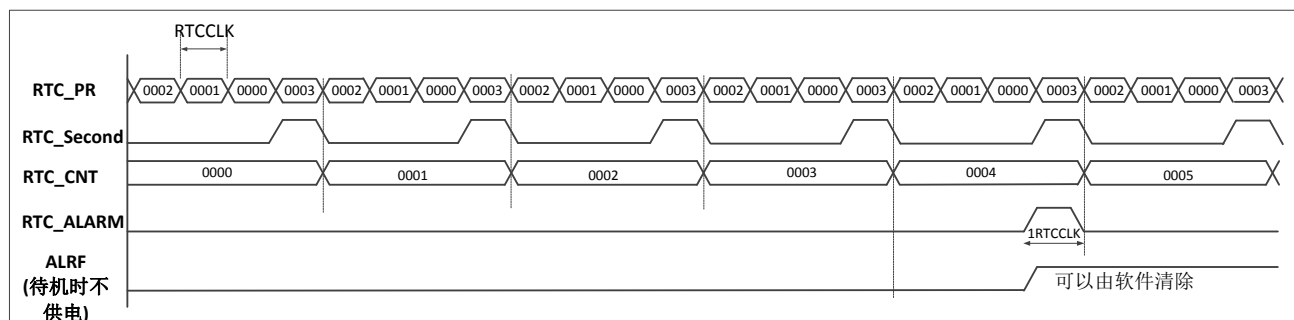 RTCCLK
RTC_PR 0002 0001 0000 0003 0002 0001 0000 0003 0002 0001 0000 0003 0002 0001 0000 0003 0002 0001 0000 0003 0002 0001 0000 0003
RTC_Second
RTC_CNT 0000 0001 0002 0003 0004 0005
RTC_ALARM
1RTCCLK
ALRF
(待机时不
供电)
可以由软件清除